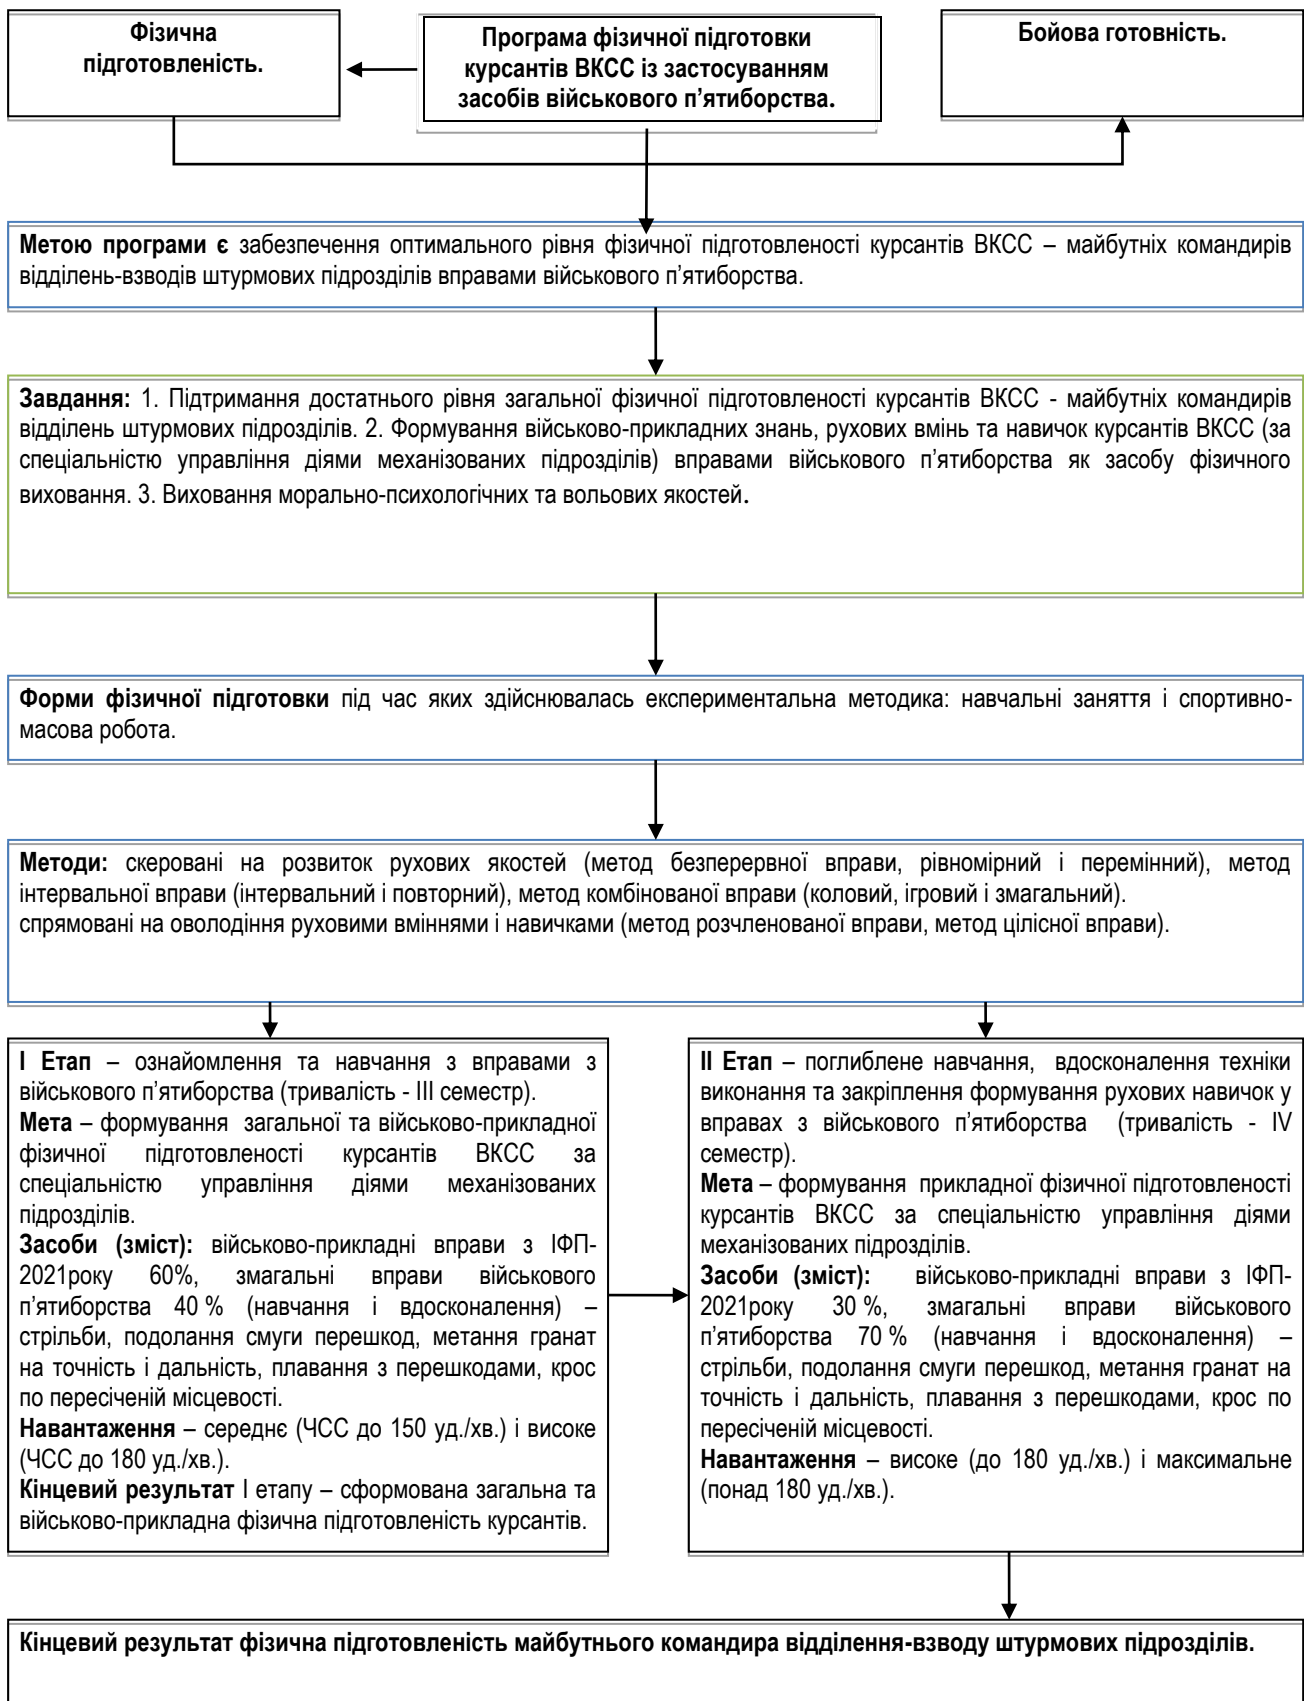 Фізична
підготовленість.
Програма фізичної підготовки
курсантів ВКСС із застосуванням
засобів військового п’ятиборства.
Бойова готовність.
Метою програми є забезпечення оптимального рівня фізичної підготовленості курсантів ВКСС – майбутніх командирів
відділень-взводів штурмових підрозділів вправами військового п’ятиборства.
Завдання: 1. Підтримання достатнього рівня загальної фізичної підготовленості курсантів ВКСС - майбутніх командирів
відділень штурмових підрозділів. 2. Формування військово-прикладних знань, рухових вмінь та навичок курсантів ВКСС (за
спеціальністю управління діями механізованих підрозділів) вправами військового п’ятиборства як засобу фізичного
виховання. 3. Виховання морально-психологічних та вольових якостей.
Форми фізичної підготовки під час яких здійснювалась експериментальна методика: навчальні заняття і спортивно-
масова робота.
Методи: скеровані на розвиток рухових якостей (метод безперервної вправи, рівномірний і перемінний), метод
інтервальної вправи (інтервальний і повторний), метод комбінованої вправи (коловий, ігровий і змагальний).
спрямовані на оволодіння руховими вміннями і навичками (метод розчленованої вправи, метод цілісної вправи).
І Етап – ознайомлення та навчання з вправами з
військового п’ятиборства (тривалість - ІІІ семестр).
Мета – формування загальної та військово-прикладної
фізичної підготовленості курсантів ВКСС за
спеціальністю управління діями механізованих
підрозділів.
Засоби (зміст): військово-прикладні вправи з ІФП-
2021року 60%, змагальні вправи військового
п’ятиборства 40 % (навчання і вдосконалення) –
стрільби, подолання смуги перешкод, метання гранат
на точність і дальність, плавання з перешкодами, крос
по пересіченій місцевості.
Навантаження – середнє (ЧСС до 150 уд./хв.) і високе
(ЧСС до 180 уд./хв.).
Кінцевий результат І етапу – сформована загальна та
військово-прикладна фізична підготовленість курсантів.
ІІ Етап – поглиблене навчання, вдосконалення техніки
виконання та закріплення формування рухових навичок у
вправах з військового п’ятиборства (тривалість - IV
семестр).
Мета – формування прикладної фізичної підготовленості
курсантів ВКСС за спеціальністю управління діями
механізованих підрозділів.
Засоби (зміст): військово-прикладні вправи з ІФП-
2021року 30 %, змагальні вправи військового
п’ятиборства 70 % (навчання і вдосконалення) –
стрільби, подолання смуги перешкод, метання гранат на
точність і дальність, плавання з перешкодами, крос по
пересіченій місцевості.
Навантаження – високе (до 180 уд./хв.) і максимальне
(понад 180 уд./хв.).
Кінцевий результат фізична підготовленість майбутнього командира відділення-взводу штурмових підрозділів.